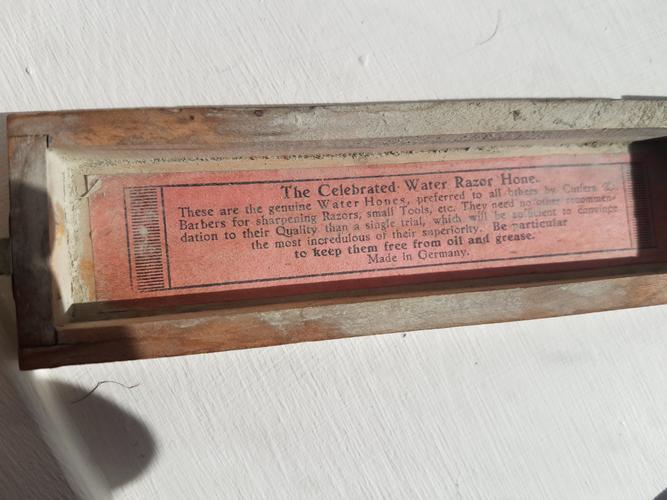 The Celebrated Water Razor Hone.
These are the genuine Water Hones, preferred to all others by Cutlers &
Barbers for sharpening Razors, small Tools, etc. They need no other recommen-
dation to their Quality than a single trial, which will be sufficient to convince
the most incredulous of their superiority. Be particular
to keep them free from oil and grease.
Made in Germany.